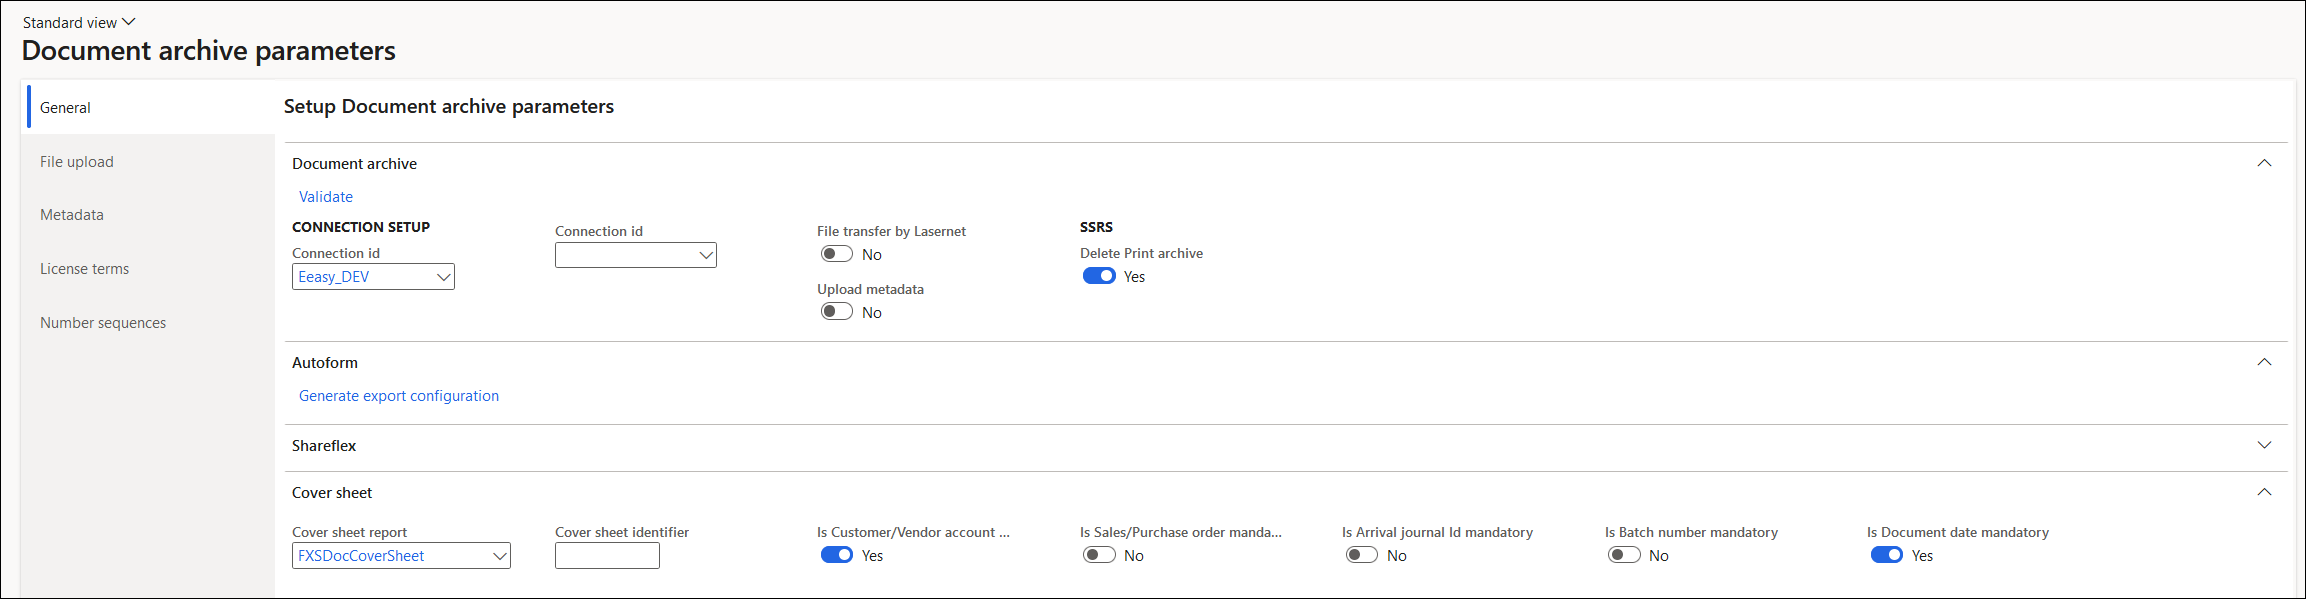 Standard view
Document archive parameters
General
File upload
Metadata
License terms
Number sequences
Setup Document archive parameters
Document archive
Validate
CONNECTION SETUP
Connection id
Eeasy_DEV
Connection id
File transfer by Lasernet
No
Upload metadata
No
SSRS
Delete Print archive
Yes
Autoform
Generate export configuration
Shareflex
Cover sheet
Cover sheet report
FXSDocCoverSheet
Cover sheet identifier
Is Customer/Vendor account ...
Yes
Is Sales/Purchase order manda...
No
Is Arrival journal Id mandatory
No
Is Batch number mandatory
No
Is Document date mandatory
Yes